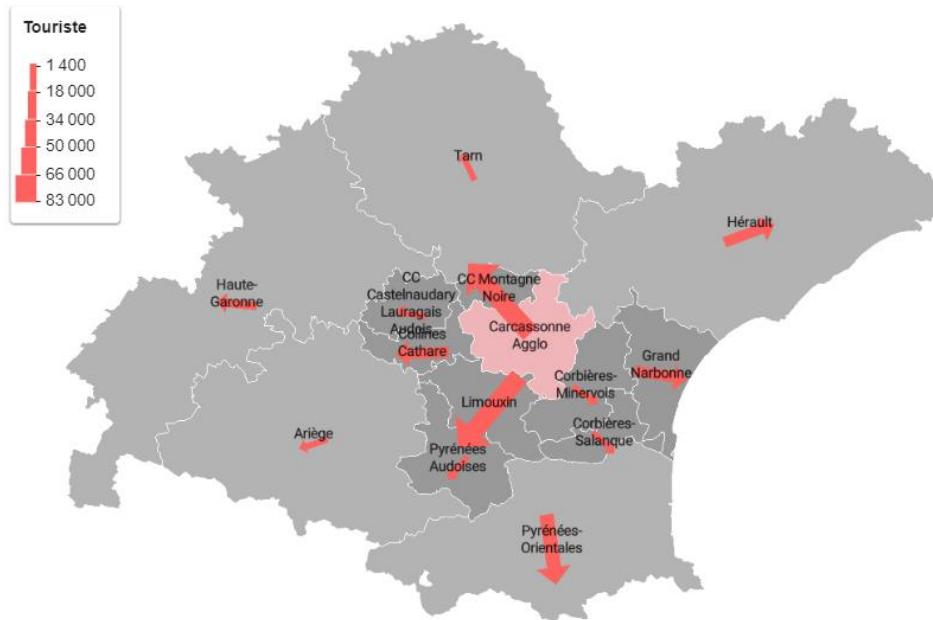 Touriste
1 400
18 000
34 000
50 000
66 000
83 000
Tarn
Hérault
Haute-
Garonne
CC
Castelnaudary
Lauragais
Audois
CC Montagne
Noire
Collines
Cathare
Carcassonne
Agglo
Grand
Narbonne
Corbières-
Minervois
Limouxin
Corbières-
Salanque
Ariège
Pyrénées
Audoises
Pyrénées-
Orientales